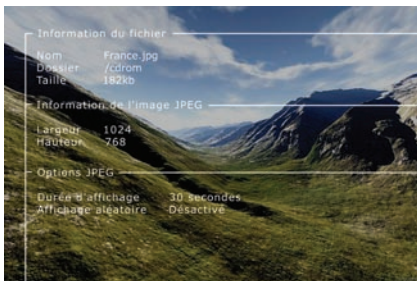 Information du fichier
Nom France.jpg
Dossier /cdrom
Taille 182kb
Information de l'image JPEG
Largeur 1024
Hauteur 768
Options JPEG
Durée d'affichage 30 secondes
Affichage aléatoire Désactivé